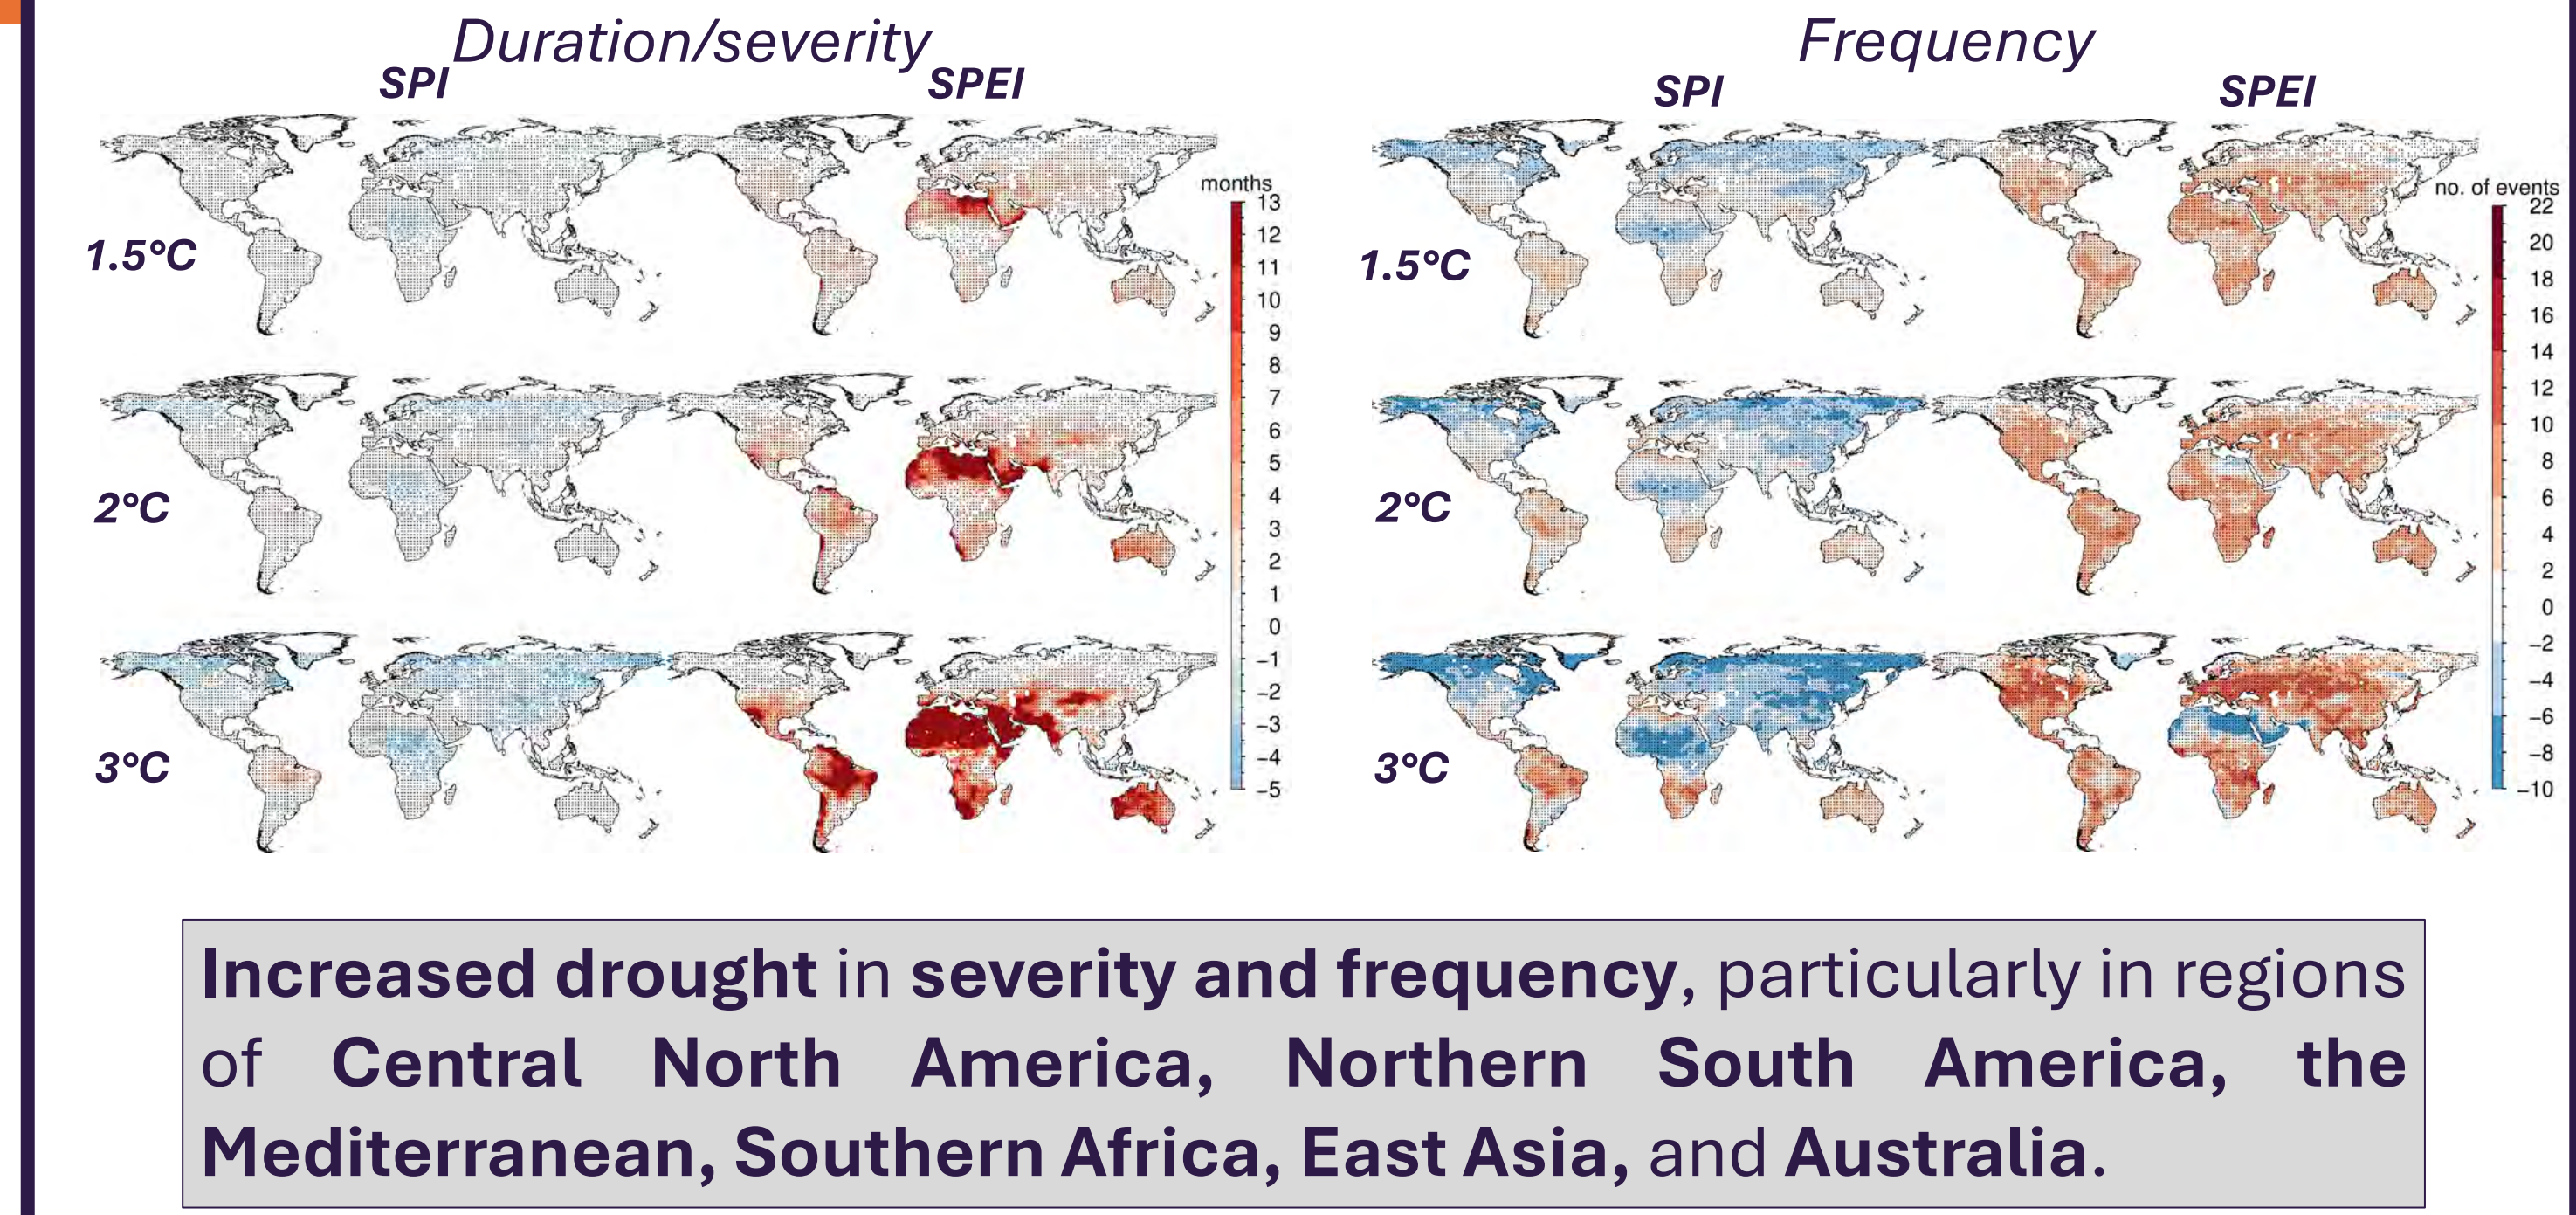 Duration/severity
SPI
SPEI
1.5°C
2°C
3°C
months
13
12
11
10
9
8
7
6
5
4
3
2
1
0
−1
−2
−3
−4
−5
Frequency
SPI
SPEI
1.5°C
2°C
3°C
no. of events
22
20
18
16
14
12
10
8
6
4
2
0
−2
−4
−6
−8
−10
Increased drought in severity and frequency, particularly in regions
of Central North America, Northern South America, the
Mediterranean, Southern Africa, East Asia, and Australia.